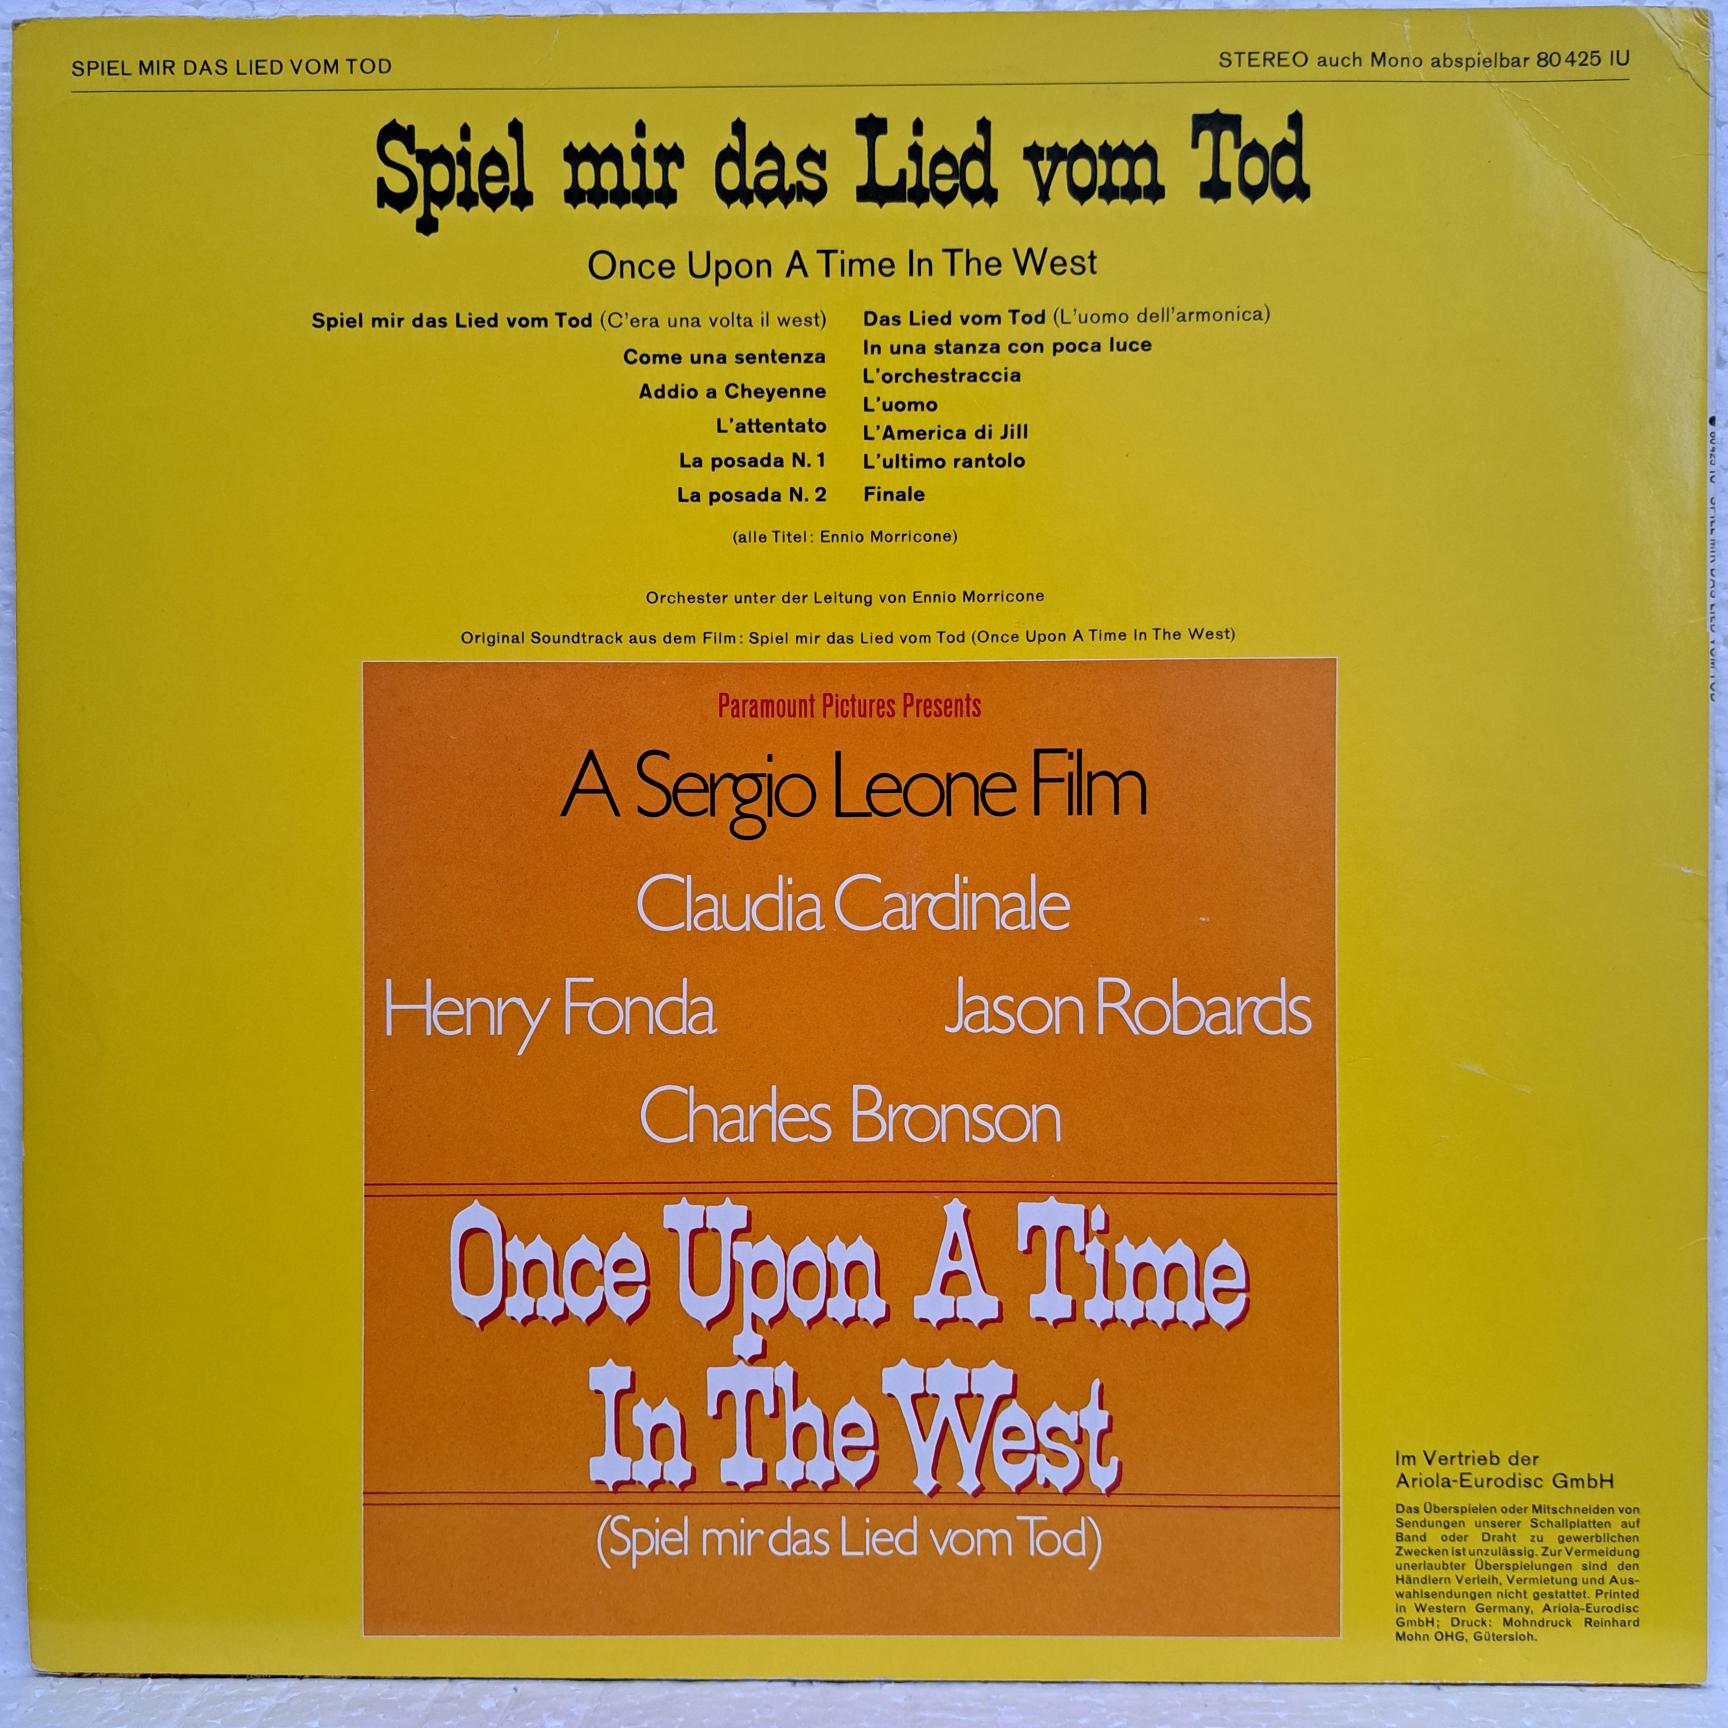 SPIEL MIR DAS LIED VOM TOD
STEREO auch Mono abspielbar 80 425 IU
Spiel mir das Lied vom Tod
Once Upon A Time In The West
Spiel mir das Lied vom Tod (C'era una volta il west)
Come una sentenza
Addio a Cheyenne
L'attentato
La posada N. 1
La posada N. 2
Das Lied vom Tod (L'uomo dell'armonica)
In una stanza con poca luce
L'orchestraccia
L'uomo
L'America di Jill
L'ultimo rantolo
Finale
(alle Titel: Ennio Morricone)
Orchester unter der Leitung von Ennio Morricone
Original Soundtrack aus dem Film: Spiel mir das Lied vom Tod (Once Upon A Time In The West)
Paramount Pictures Presents
A Sergio Leone Film
Claudia Cardinale
Henry Fonda Jason Robards
Charles Bronson
Once Upon A Time
In The West
(Spiel mir das Lied vom Tod)
Im Vertrieb der
Ariola-Eurodisc GmbH
Das Überspielen oder Mitschneiden von
Sendungen unserer Schallplatten auf
Band oder Draht zu gewerblichen
Zwecken ist unzulässig. Zur Vermeidung
unerlaubter Überspielungen sind den
Händlern Verleih, Vermietung und Aus-
wahlsendungen nicht gestattet. Printed
in Western Germany, Ariola-Eurodisc
GmbH; Druck: Mohndruck Reinhard
Mohn OHG, Gütersloh.
80425 IU SPIEL MIR DAS LIED VOM TOD